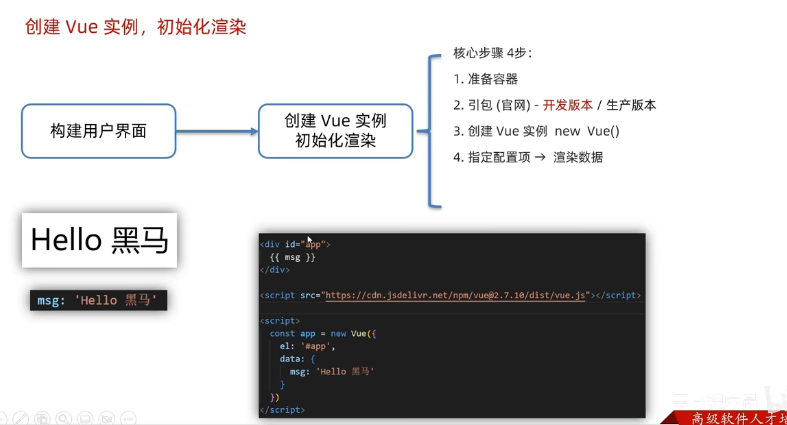 创建 Vue 实例，初始化渲染
构建用户界面
创建 Vue 实例
初始化渲染
核心步骤 4步：
1. 准备容器
2. 引包 (官网) - 开发版本 / 生产版本
3. 创建 Vue 实例 new Vue()
4. 指定配置项 → 渲染数据
Hello 黑马
msg: 'Hello 黑马'
<div id="app">
{{ msg }}
</div>
<script src="https://cdn.jsdelivr.net/npm/vue@2.7.10/dist/vue.js"></script>
<script>
const app = new Vue({
el: '#app',
data: {
msg: 'Hello 黑马'
}
})
</script>
高级软件人才培